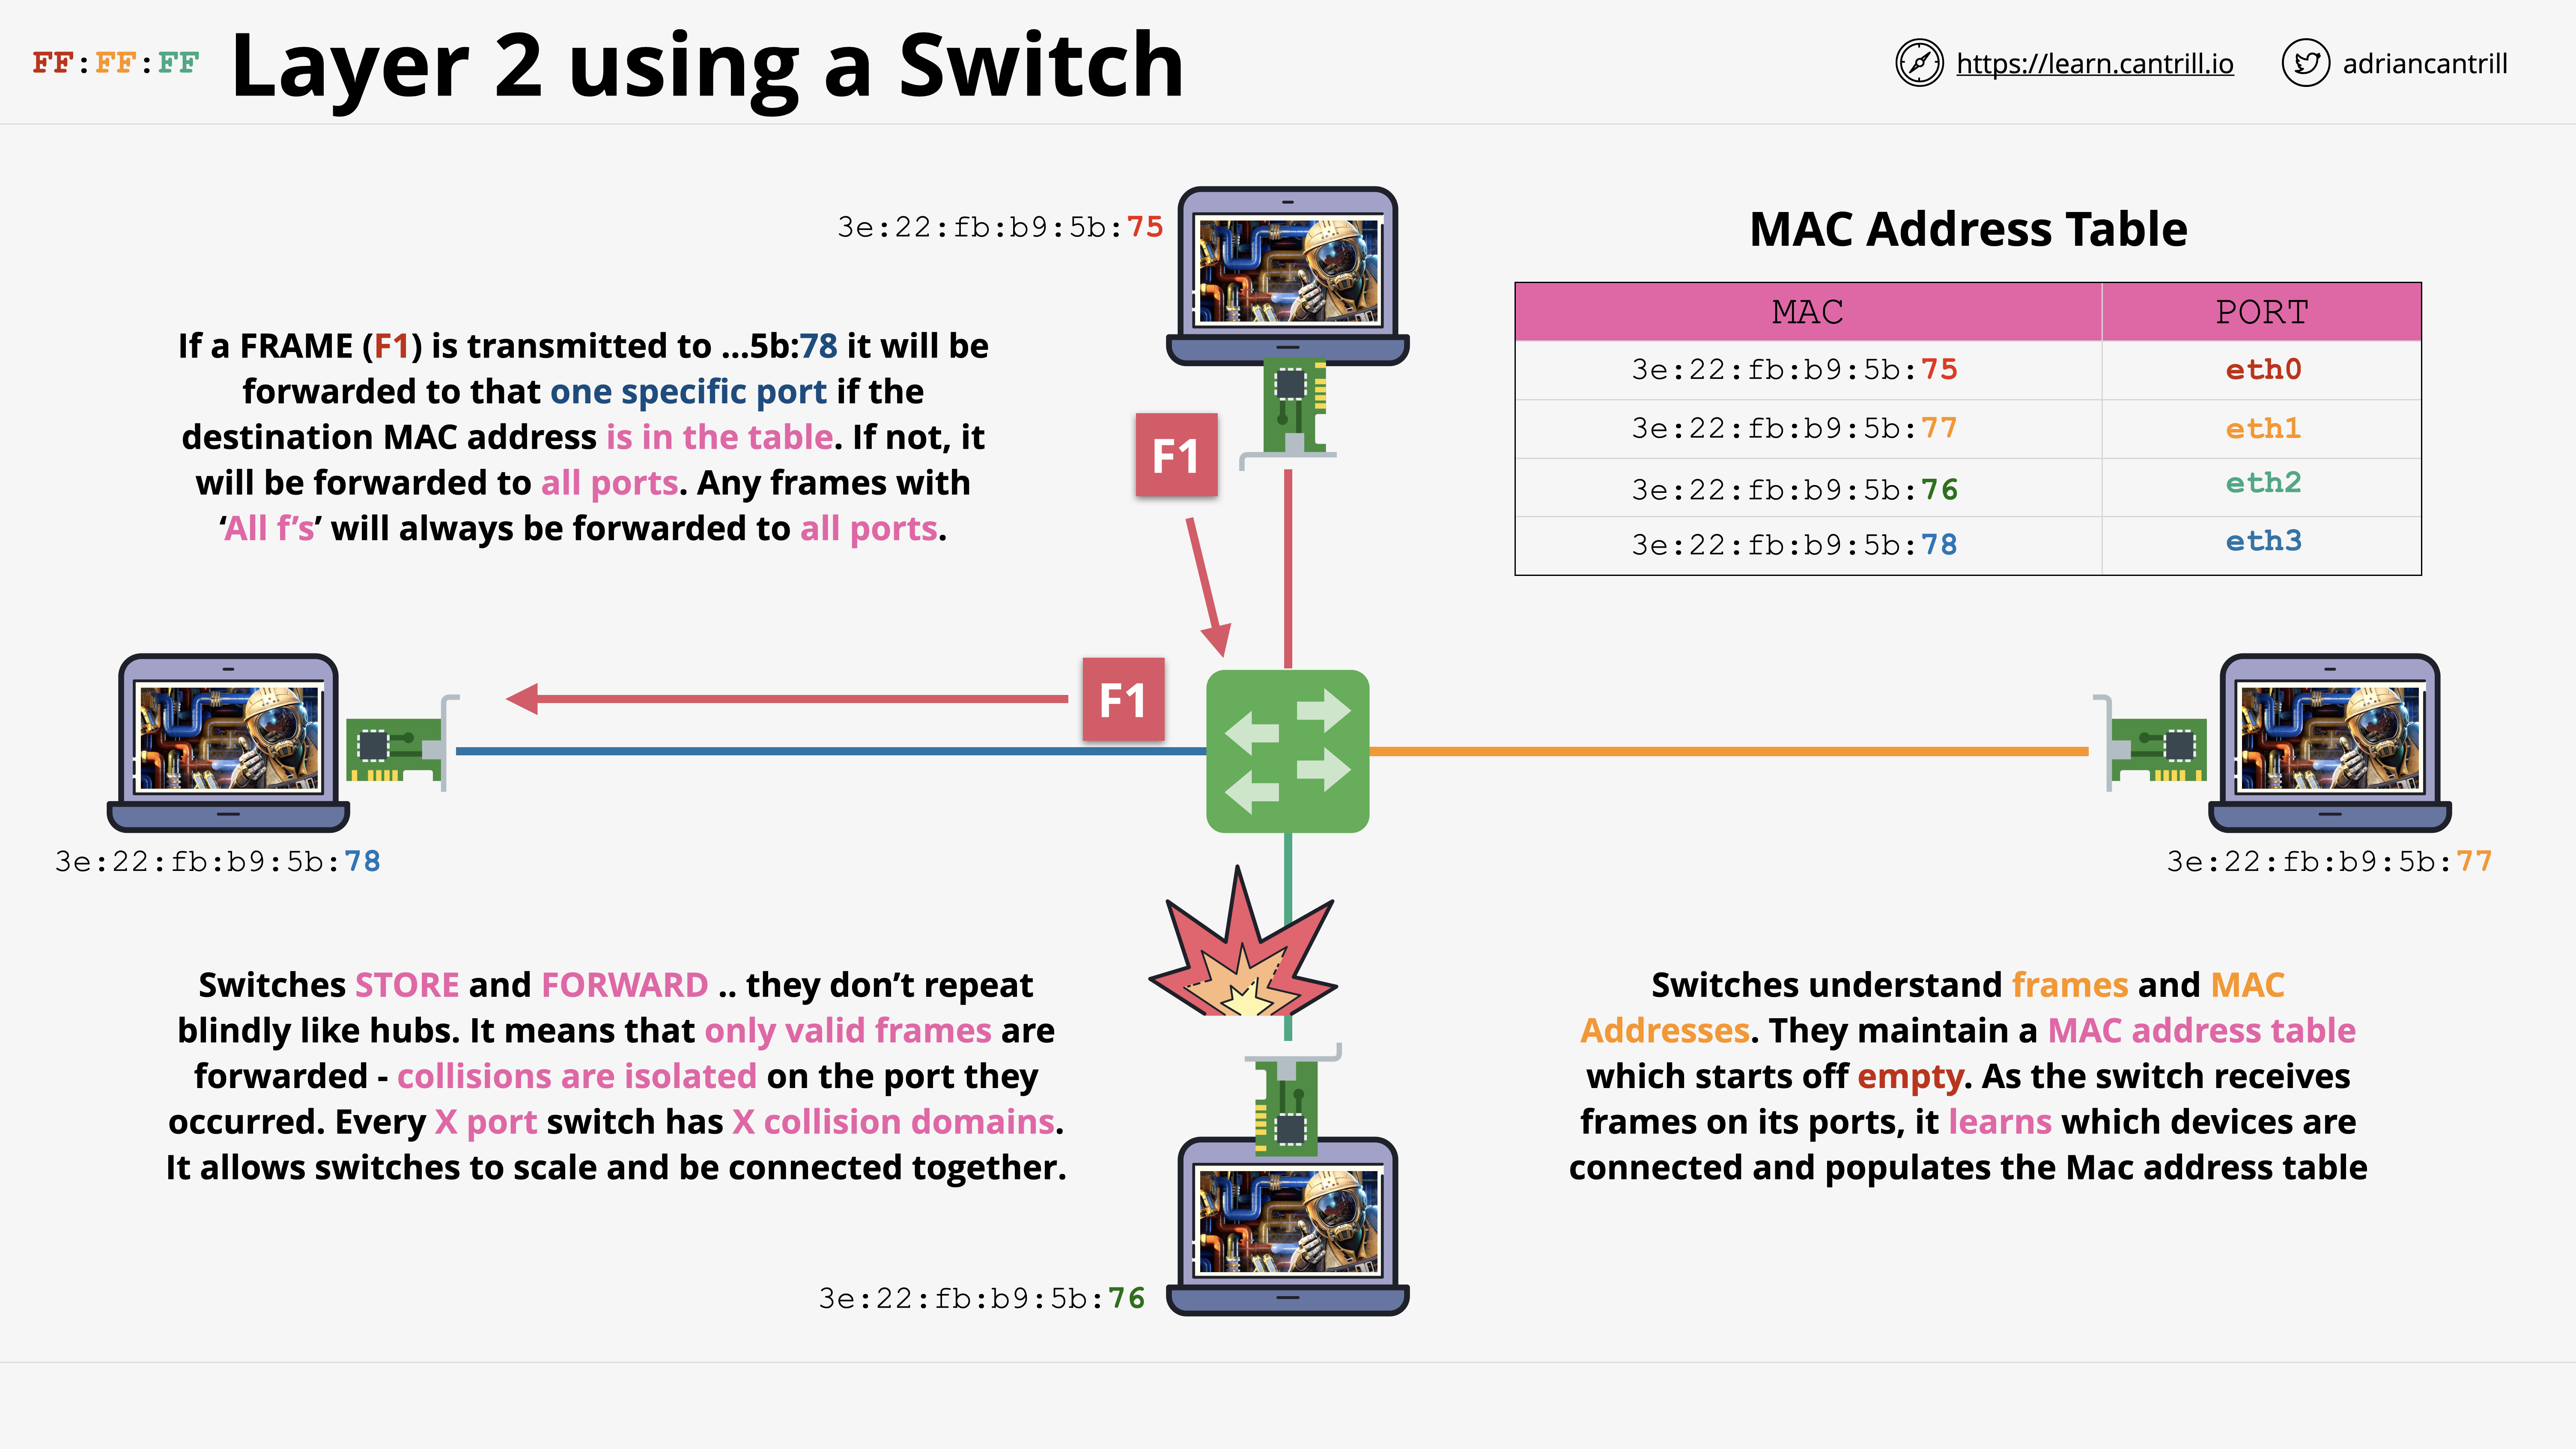 FF:FF:FF Layer 2 using a Switch
https://learn.cantrill.io
adriancantrill
3e:22:fb:b9:5b:75
MAC Address Table
MAC PORT
3e:22:fb:b9:5b:75 eth0
3e:22:fb:b9:5b:77 eth1
3e:22:fb:b9:5b:76 eth2
3e:22:fb:b9:5b:78 eth3
If a FRAME (F1) is transmitted to ...5b:78 it will be
forwarded to that one specific port if the
destination MAC address is in the table. If not, it
will be forwarded to all ports. Any frames with
‘All f’s’ will always be forwarded to all ports.
F1
F1
3e:22:fb:b9:5b:78
3e:22:fb:b9:5b:77
Switches STORE and FORWARD .. they don’t repeat
blindly like hubs. It means that only valid frames are
forwarded - collisions are isolated on the port they
occurred. Every X port switch has X collision domains.
It allows switches to scale and be connected together.
Switches understand frames and MAC
Addresses. They maintain a MAC address table
which starts off empty. As the switch receives
frames on its ports, it learns which devices are
connected and populates the Mac address table
3e:22:fb:b9:5b:76